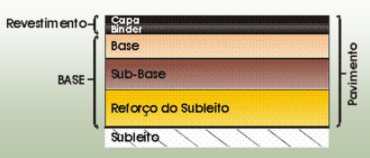 Revestimento
Capa
Binder
Base
BASE
Sub-Base
Reforço do Subleito
Subleito
Pavimento